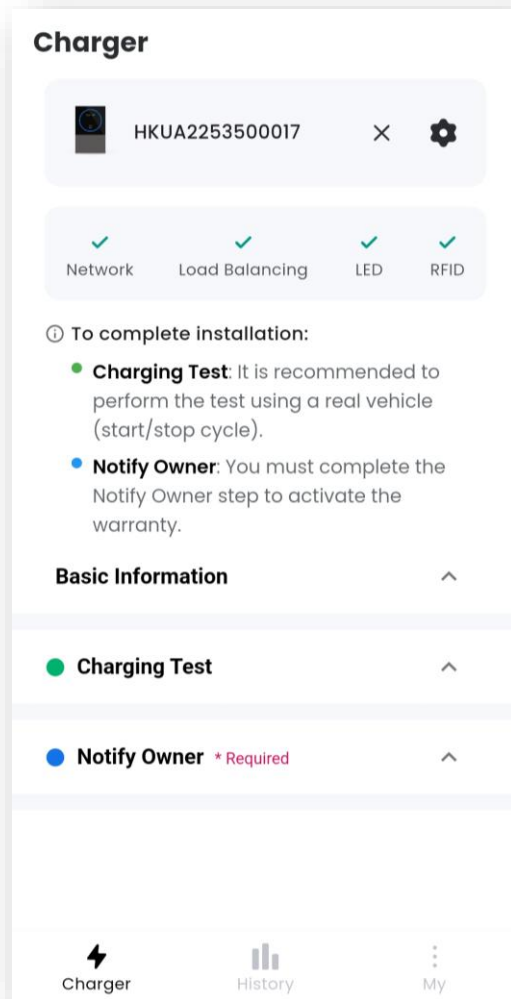 Charger
HKUA2253500017
Network Load Balancing LED RFID
To complete installation:
Charging Test: It is recommended to
perform the test using a real vehicle
(start/stop cycle).
Notify Owner: You must complete the
Notify Owner step to activate the
warranty.
Basic Information
Charging Test
Notify Owner * Required
Charger History My